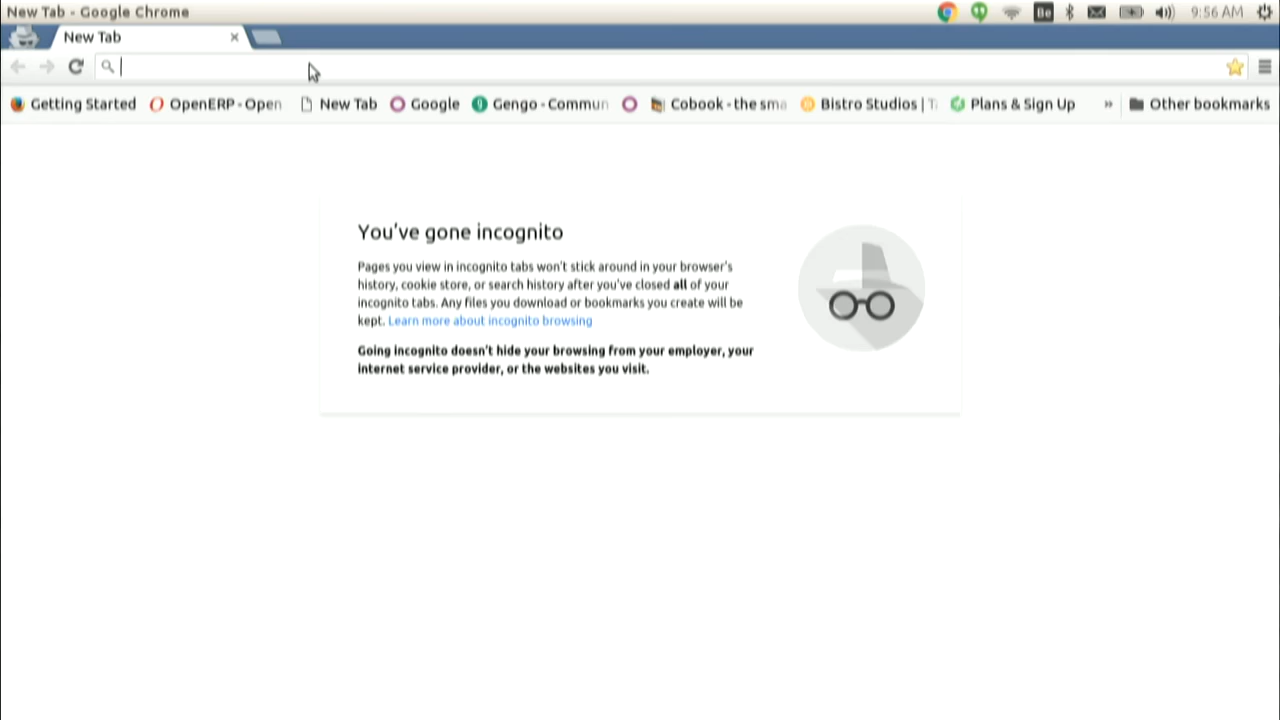 New Tab - Google Chrome
Be
9:56 AM
New Tab
Getting Started
OpenERP - Open
New Tab
Google
Gengo - Commun
Cobook - the sma
Bistro Studios |
Plans & Sign Up
»
Other bookmarks
You've gone incognito
Pages you view in incognito tabs won't stick around in your browser's
history, cookie store, or search history after you've closed all of your
incognito tabs. Any files you download or bookmarks you create will be
kept. Learn more about incognito browsing
Going incognito doesn't hide your browsing from your employer, your
internet service provider, or the websites you visit.